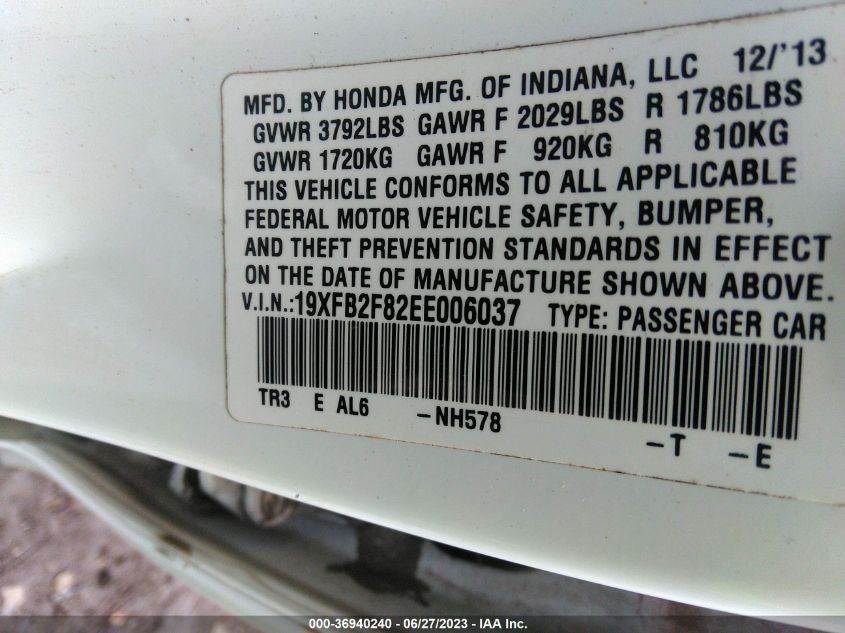 MFD. BY HONDA MFG. OF INDIANA, LLC 12/'13
GVWR 3792LBS GAWR F 2029LBS R 1786LBS
GVWR 1720KG GAWR F 920KG R 810KG
THIS VEHICLE CONFORMS TO ALL APPLICABLE
FEDERAL MOTOR VEHICLE SAFETY, BUMPER,
AND THEFT PREVENTION STANDARDS IN EFFECT
ON THE DATE OF MANUFACTURE SHOWN ABOVE.
V.I.N.:19XFB2F82EE006037 TYPE: PASSENGER CAR
TR3 E AL6 -NH578 -T -E
000-36940240 - 06/27/2023 - IAA Inc.